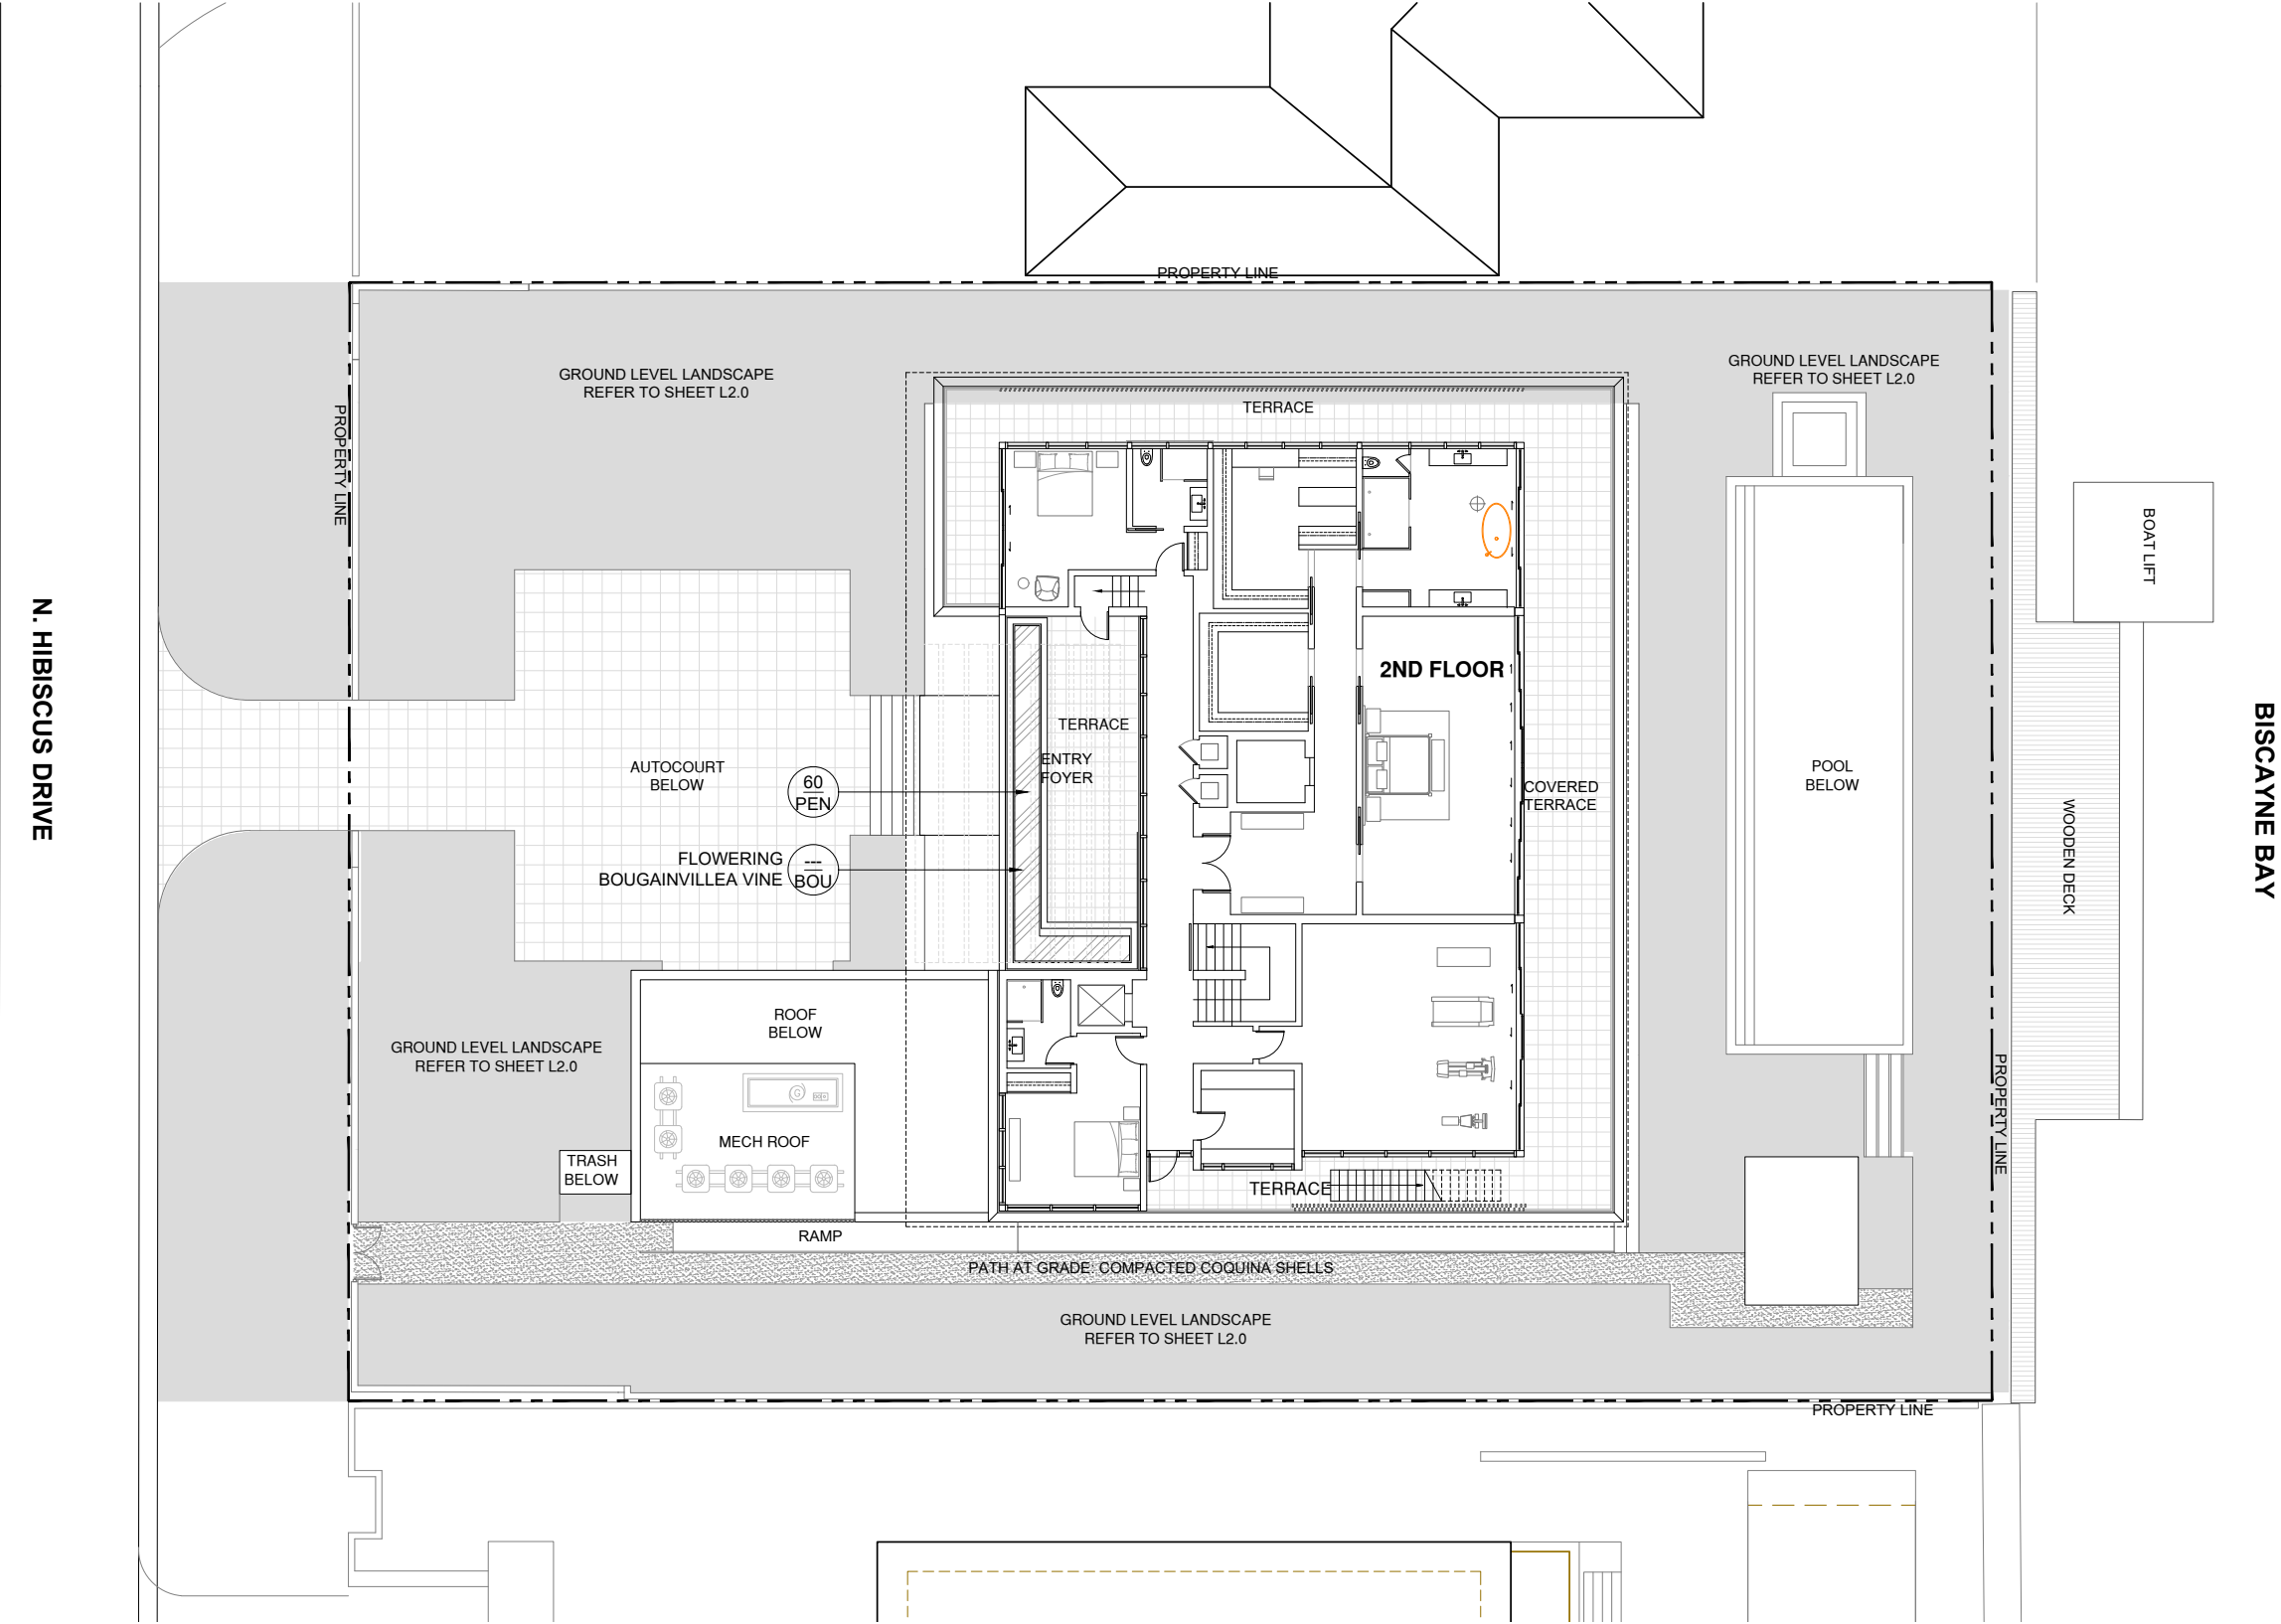 PROPERTY LINE
GROUND LEVEL LANDSCAPE
REFER TO SHEET L2.0
GROUND LEVEL LANDSCAPE
REFER TO SHEET L2.0
TERRACE
PROPERTY LINE
BOAT LIFT
N. HIBISCUS DRIVE
2ND FLOOR
TERRACE
ENTRY
FOYER
AUTOCOURT
BELOW
60
PEN
COVERED
TERRACE
POOL
BELOW
WOODEN DECK
BISCAYNE BAY
FLOWERING
BOUGAINVILLEA VINE
---
BOU
ROOF
BELOW
GROUND LEVEL LANDSCAPE
REFER TO SHEET L2.0
G
MECH ROOF
PROPERTY LINE
TRASH
BELOW
TERRACE
RAMP
PATH AT GRADE. COMPACTED COQUINA SHELLS
GROUND LEVEL LANDSCAPE
REFER TO SHEET L2.0
PROPERTY LINE